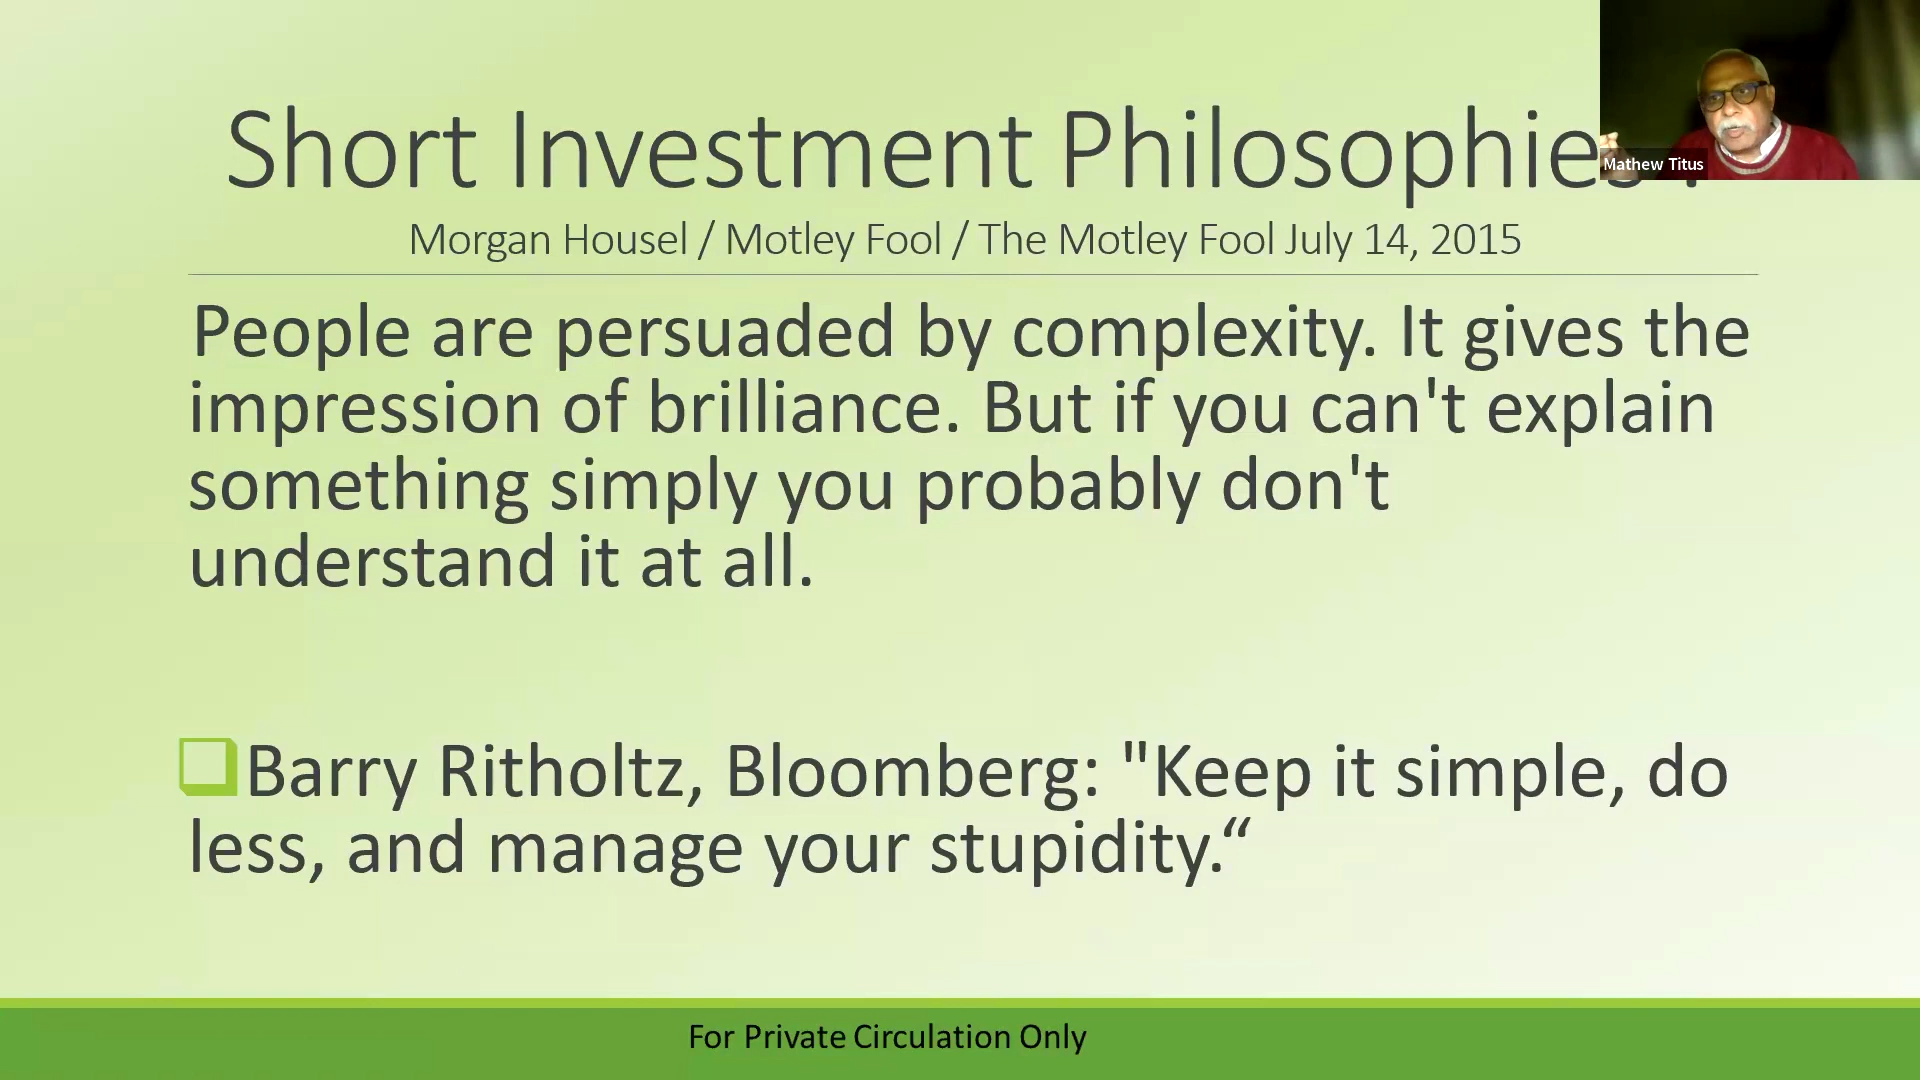 Short Investment Philosophies
Mathew Titus
Morgan Housel / Motley Fool / The Motley Fool July 14, 2015
People are persuaded by complexity. It gives the
impression of brilliance. But if you can't explain
something simply you probably don't
understand it at all.
Barry Ritholtz, Bloomberg: "Keep it simple, do
less, and manage your stupidity.“
For Private Circulation Only